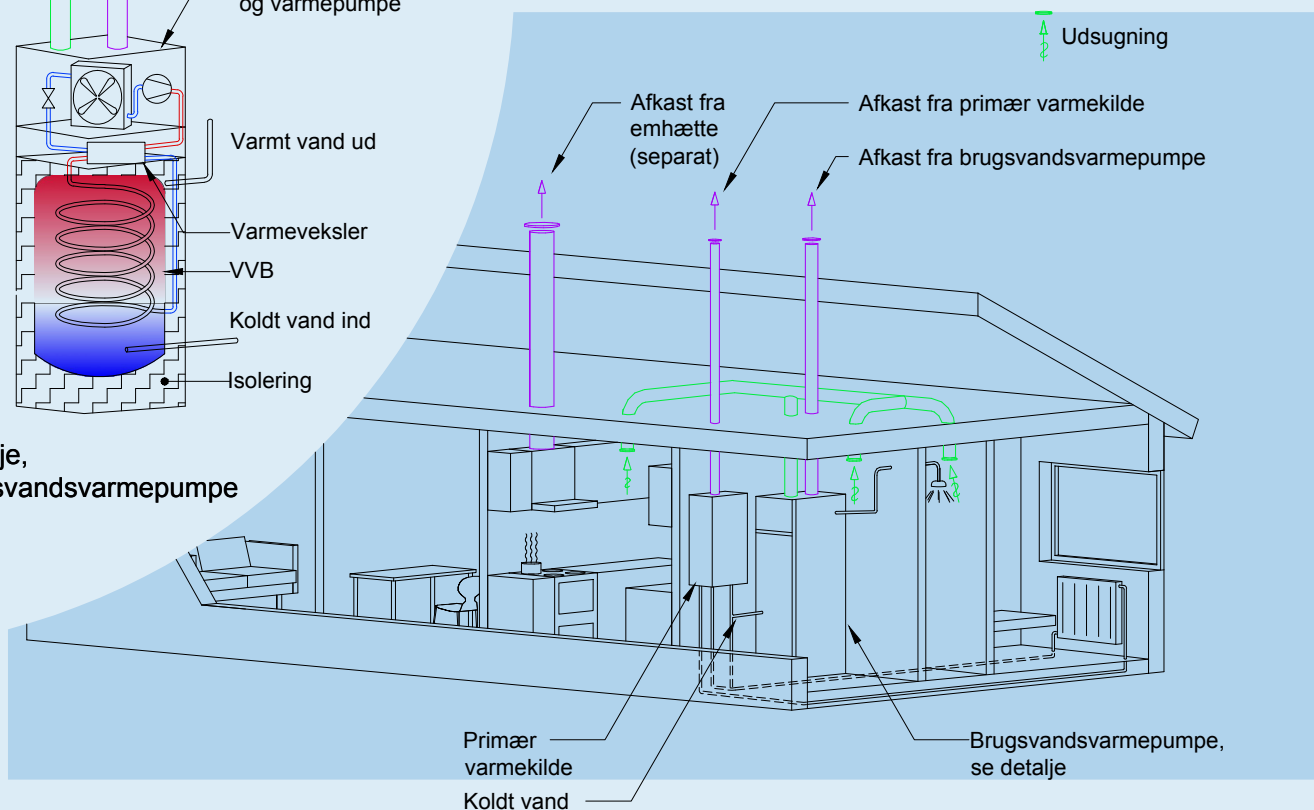 og varmepumpe
Varmt vand ud
Varmeveksler
VVB
Koldt vand ind
Isolering
je,
svandsvarmepumpe
Udsugning
Afkast fra
emhætte
(separat)
Afkast fra primær varmekilde
Afkast fra brugsvandsvarmepumpe
Primær
varmekilde
Koldt vand
Brugsvandsvarmepumpe,
se detalje